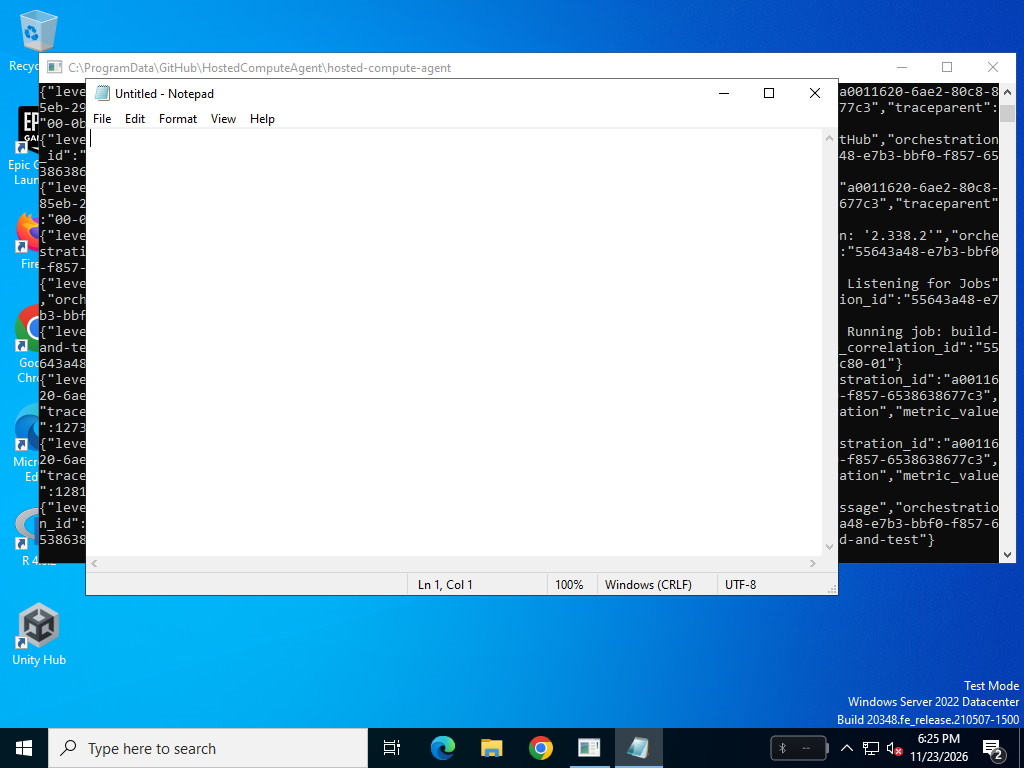 C:\ProgramData\GitHub\HostedComputeAgent\hosted-compute-agent
Untitled - Notepad
File Edit Format View Help
Ln 1, Col 1 100% Windows (CRLF) UTF-8
{"leve a0011620-6ae2-80c8-8
5eb-29 77c3","traceparent":
"00-0b
{"leve tHub","orchestration
_id":" 48-e7b3-bbf0-f857-65
386386
{"leve "a0011620-6ae2-80c8-
85eb-2 677c3","traceparent"
:"00-0
{"leve n: '2.338.2'","orche
strati :"55643a48-e7b3-bbf0
-f857-
{"leve Listening for Jobs"
,"orch ion_id":"55643a48-e7
b3-bbf
{"leve Running job: build-
and-te _correlation_id":"55
643a48 c80-01"}
{"leve stration_id":"a00116
20-6ae -f857-6538638677c3",
"trace ation","metric_value
":1273
{"leve stration_id":"a00116
20-6ae -f857-6538638677c3",
"trace ation","metric_value
":1281
{"leve ssage","orchestratio
n_id": a48-e7b3-bbf0-f857-6
538638 d-and-test"}
Recyc
Epic G
Laun
Fire
Goo
Chr
Micr
Ed
R 4.
Unity Hub
Test Mode
Windows Server 2022 Datacenter
Build 20348.fe_release.210507-1500
Type here to search
6:25 PM
11/23/2026
2